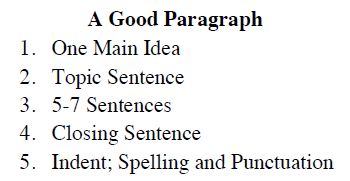 A Good Paragraph
1. One Main Idea
2. Topic Sentence
3. 5-7 Sentences
4. Closing Sentence
5. Indent; Spelling and Punctuation